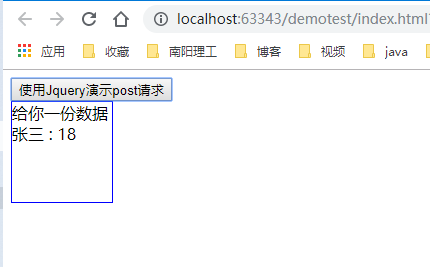 localhost:63343/demotest/index.html
应用 收藏 南阳理工 博客 视频 java
使用Jquery演示post请求
给你一份数据
张三 : 18